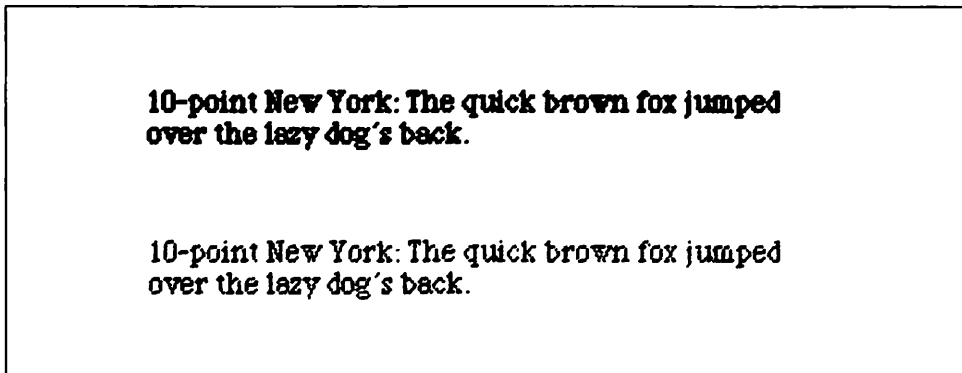 10-point New York: The quick brown fox jumped
over the lazy dog's back.
10-point New York: The quick brown fox jumped
over the lazy dog's back.